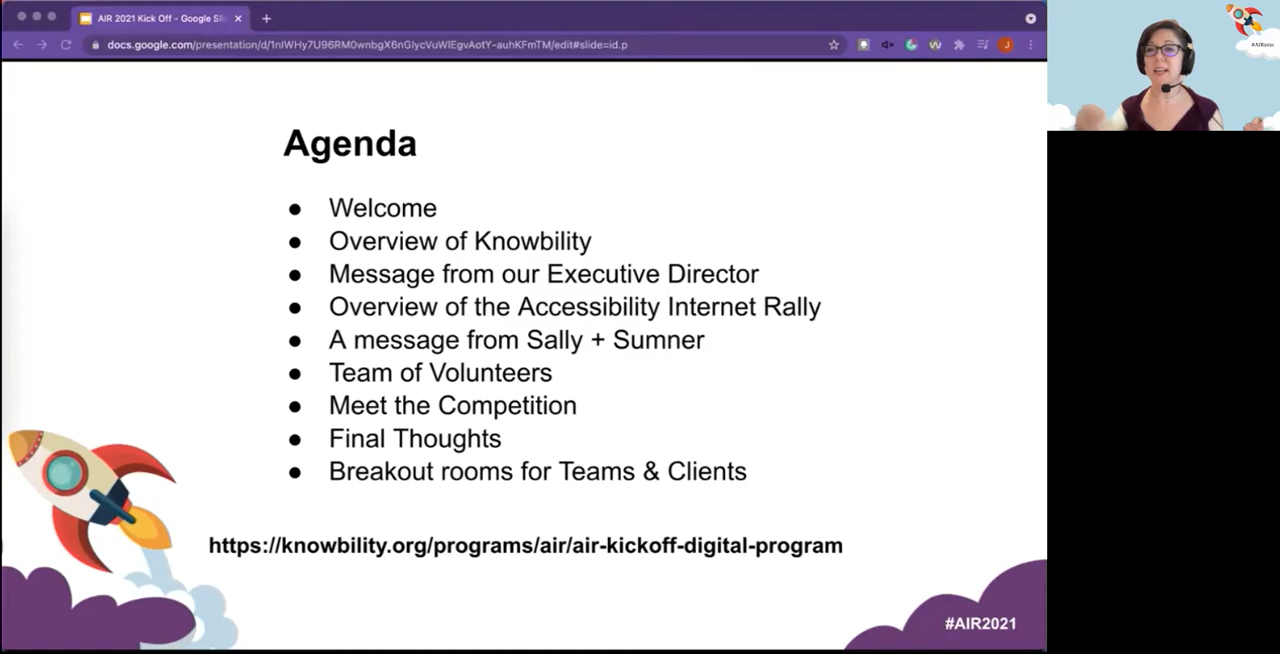 AIR 2021 Kick Off - Google Sli
docs.google.com/presentation/d/1nIWHy7U96RM0wnbgX6nGlycVuWlEgvAotY-auhKFmTM/edit#slide=id.p
J
#AIR2021
Agenda
● Welcome
● Overview of Knowbility
● Message from our Executive Director
● Overview of the Accessibility Internet Rally
● A message from Sally + Sumner
● Team of Volunteers
● Meet the Competition
● Final Thoughts
● Breakout rooms for Teams & Clients
https://knowbility.org/programs/air/air-kickoff-digital-program
#AIR2021